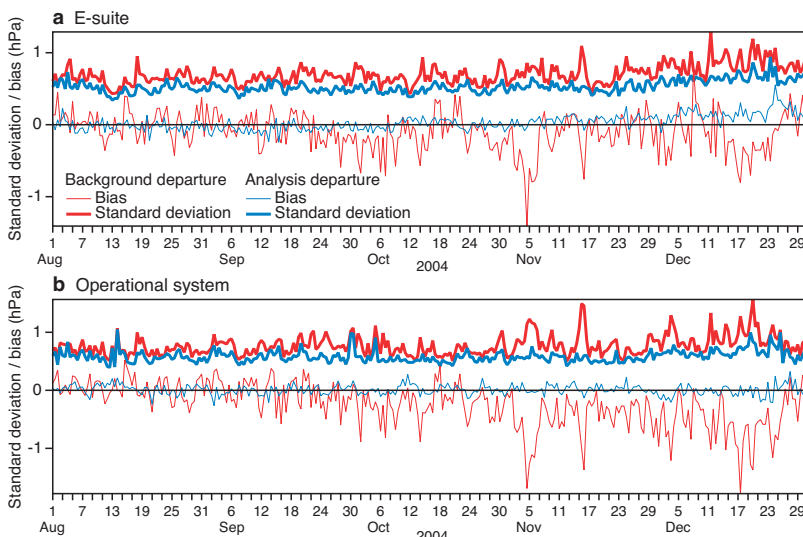 a E-suite
Standard deviation / bias (hPa)
1
0
-1
Background departure Analysis departure
Bias Bias
Standard deviation Standard deviation
1 7 13 19 25 31 6 12 18 24 30 6 12 18 24 30 5 11 17 23 29 5 11 17 23 29
Aug Sep Oct 2004 Nov Dec
b Operational system
Standard deviation / bias (hPa)
1
0
-1
1 7 13 19 25 31 6 12 18 24 30 6 12 18 24 30 5 11 17 23 29 5 11 17 23 29
Aug Sep Oct 2004 Nov Dec